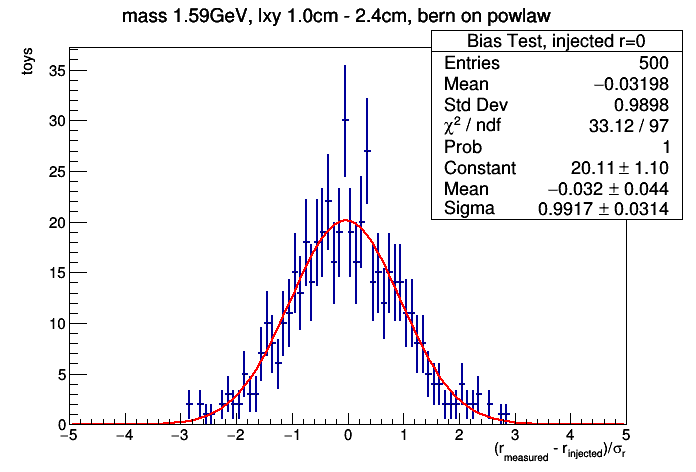 mass 1.59GeV, lxy 1.0cm - 2.4cm, bern on powlaw
Bias Test, injected r=0
Entries 500
Mean −0.03198
Std Dev 0.9898
χ² / ndf 33.12 / 97
Prob 1
Constant 20.11 ± 1.10
Mean −0.032 ± 0.044
Sigma 0.9917 ± 0.0314
toys
35
30
25
20
15
10
5
0
−5 −4 −3 −2 −1 0 1 2 3 4 5
(r_measured - r_injected)/σ_r